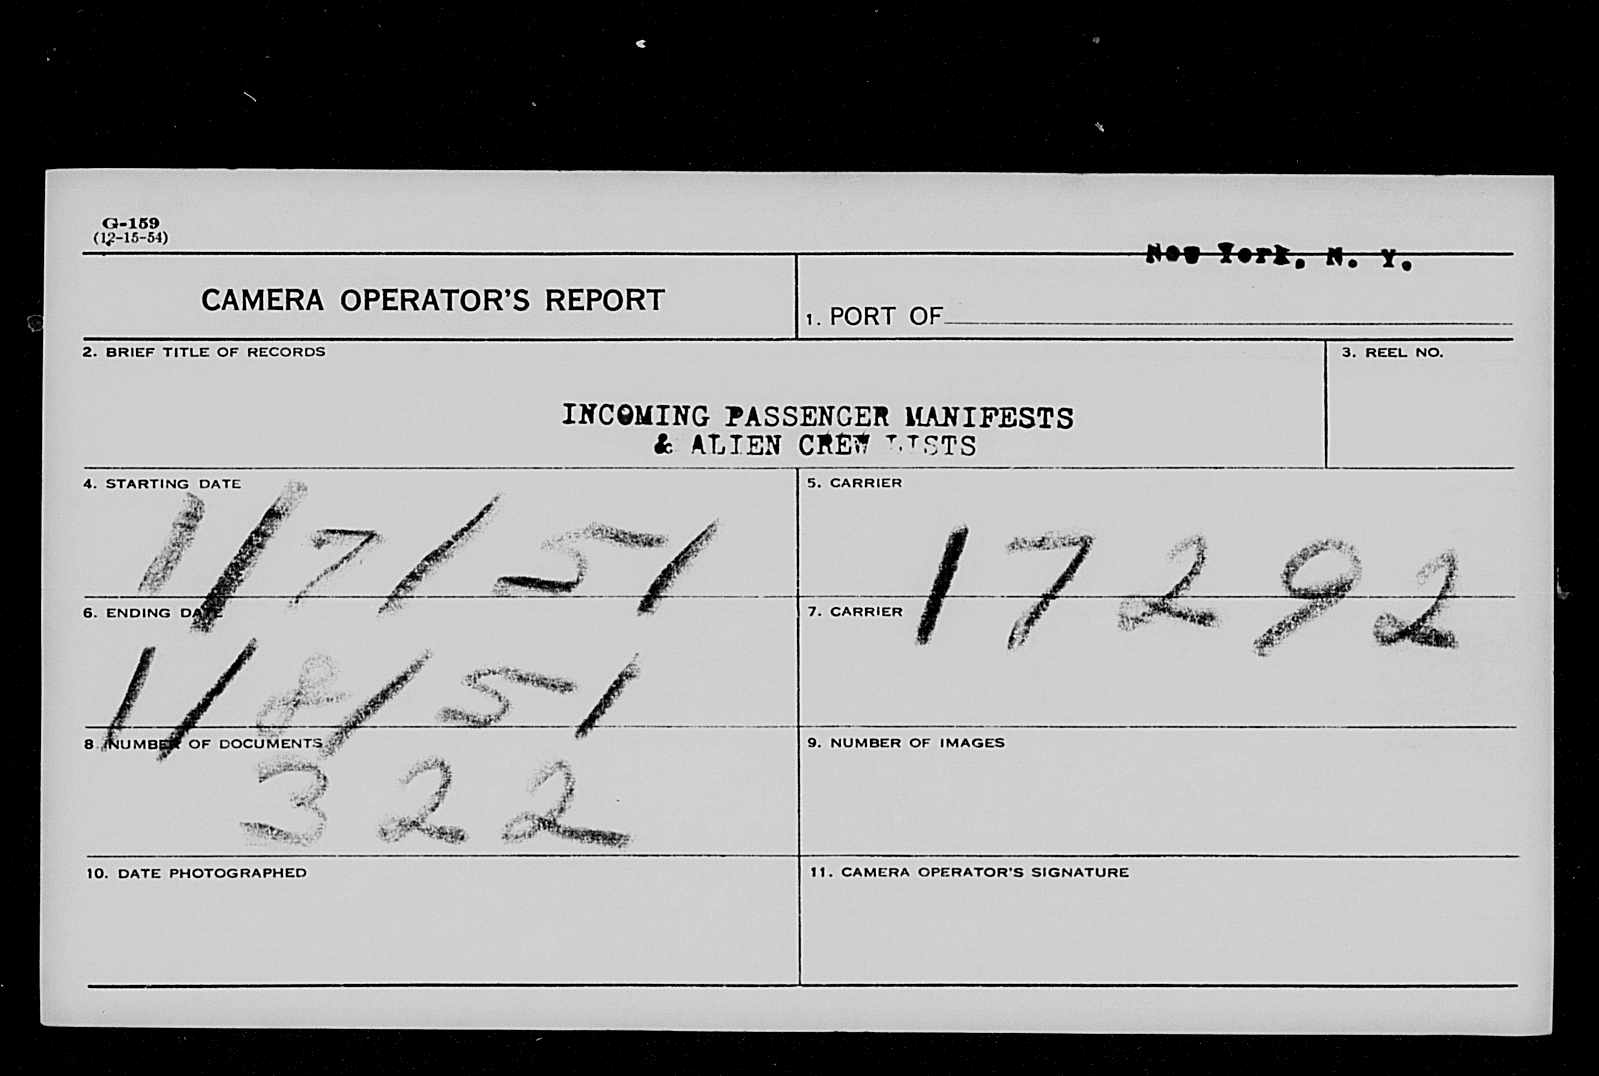 G-159
(12-15-54)
New York, N. Y.
CAMERA OPERATOR'S REPORT
1. PORT OF
2. BRIEF TITLE OF RECORDS
3. REEL NO.
INCOMING PASSENGER MANIFESTS
& ALIEN CREW LISTS
4. STARTING DATE
1/7/51
5. CARRIER
17292
6. ENDING DATE
1/8/51
7. CARRIER
8. NUMBER OF DOCUMENTS
322
9. NUMBER OF IMAGES
10. DATE PHOTOGRAPHED
11. CAMERA OPERATOR'S SIGNATURE